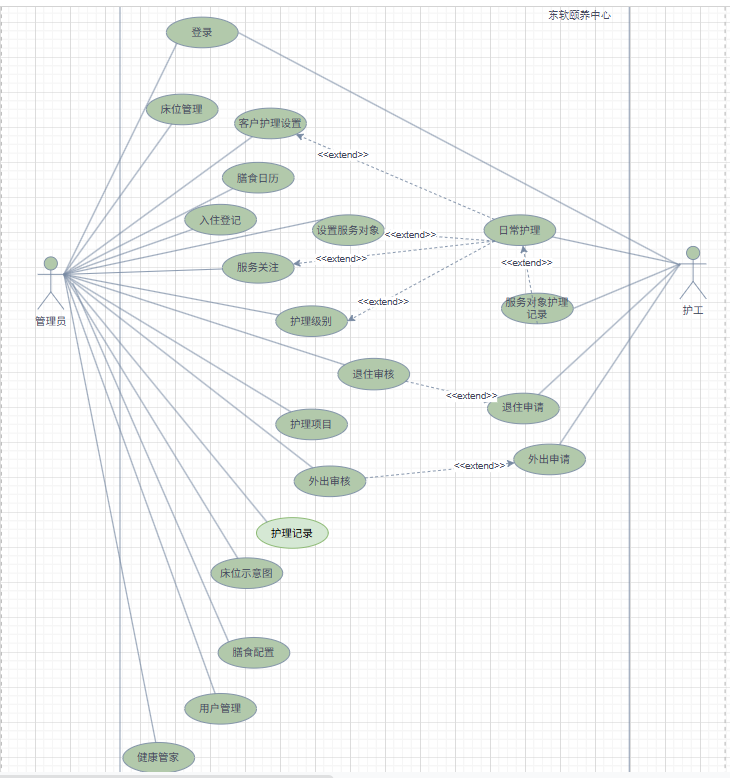 东软颐养中心
登录
床位管理
客户护理设置
<<extend>>
膳食日历
入住登记
设置服务对象
<<extend>>
日常护理
服务关注
<<extend>>
<<extend>>
管理员
护理级别
<<extend>>
服务对象护理
记录
护工
退住审核
<<extend>>
退住申请
护理项目
外出审核
<<extend>>
外出申请
护理记录
床位示意图
膳食配置
用户管理
健康管家